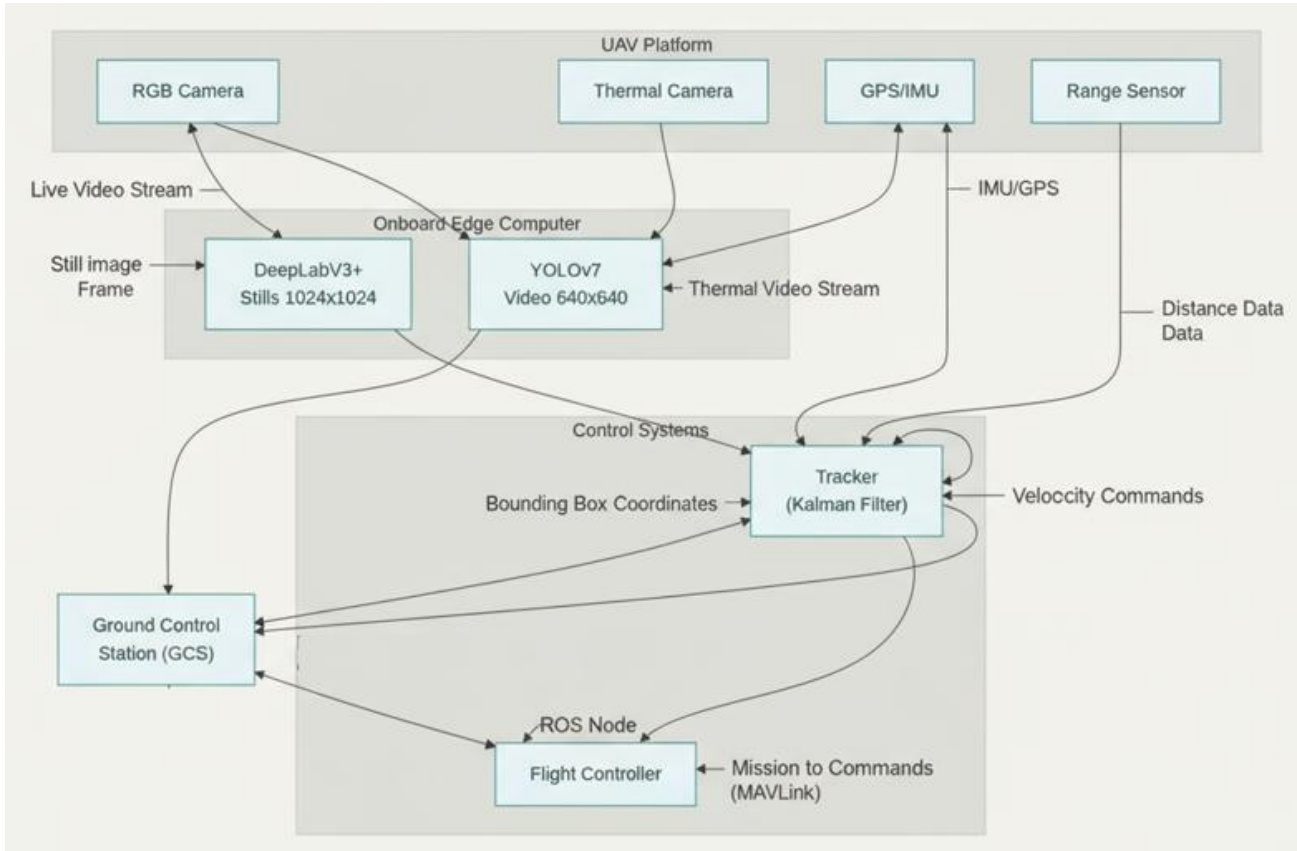 UAV Platform
RGB Camera
Thermal Camera
GPS/IMU
Range Sensor
Live Video Stream
IMU/GPS
Onboard Edge Computer
Still image
Frame
DeepLabV3+
Stills 1024x1024
YOLOv7
Video 640x640
Thermal Video Stream
Distance Data
Data
Control Systems
Tracker
(Kalman Filter)
Bounding Box Coordinates
Veloccity Commands
Ground Control
Station (GCS)
ROS Node
Flight Controller
Mission to Commands
(MAVLink)